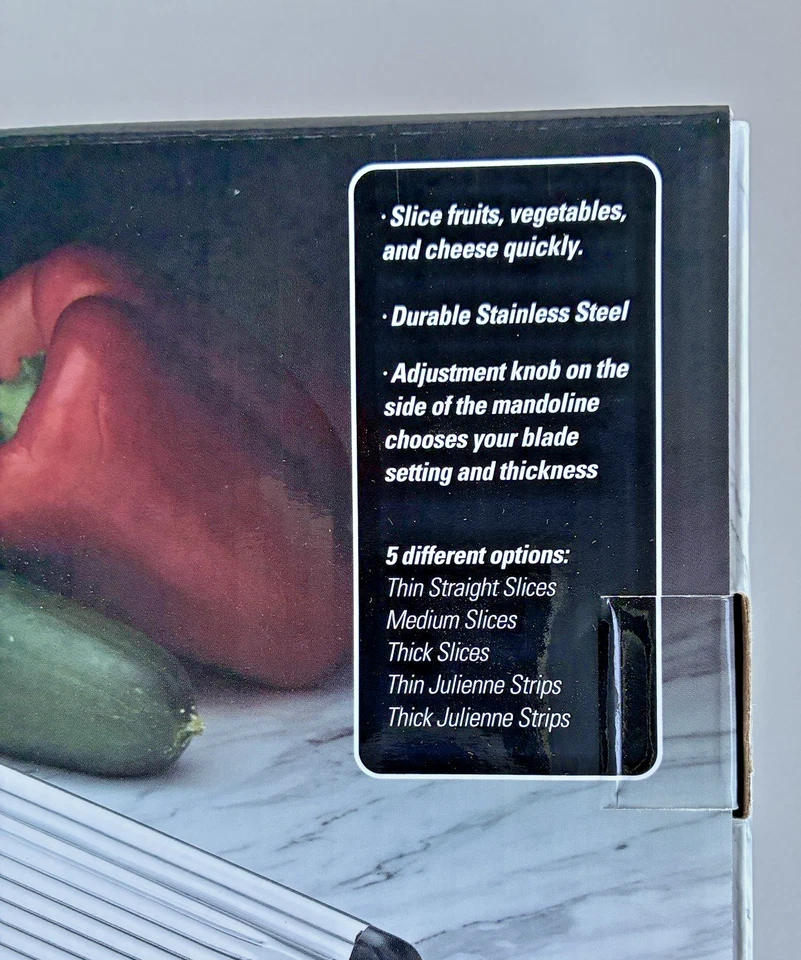 · Slice fruits, vegetables,
and cheese quickly.
· Durable Stainless Steel
· Adjustment knob on the
side of the mandoline
chooses your blade
setting and thickness
5 different options:
Thin Straight Slices
Medium Slices
Thick Slices
Thin Julienne Strips
Thick Julienne Strips